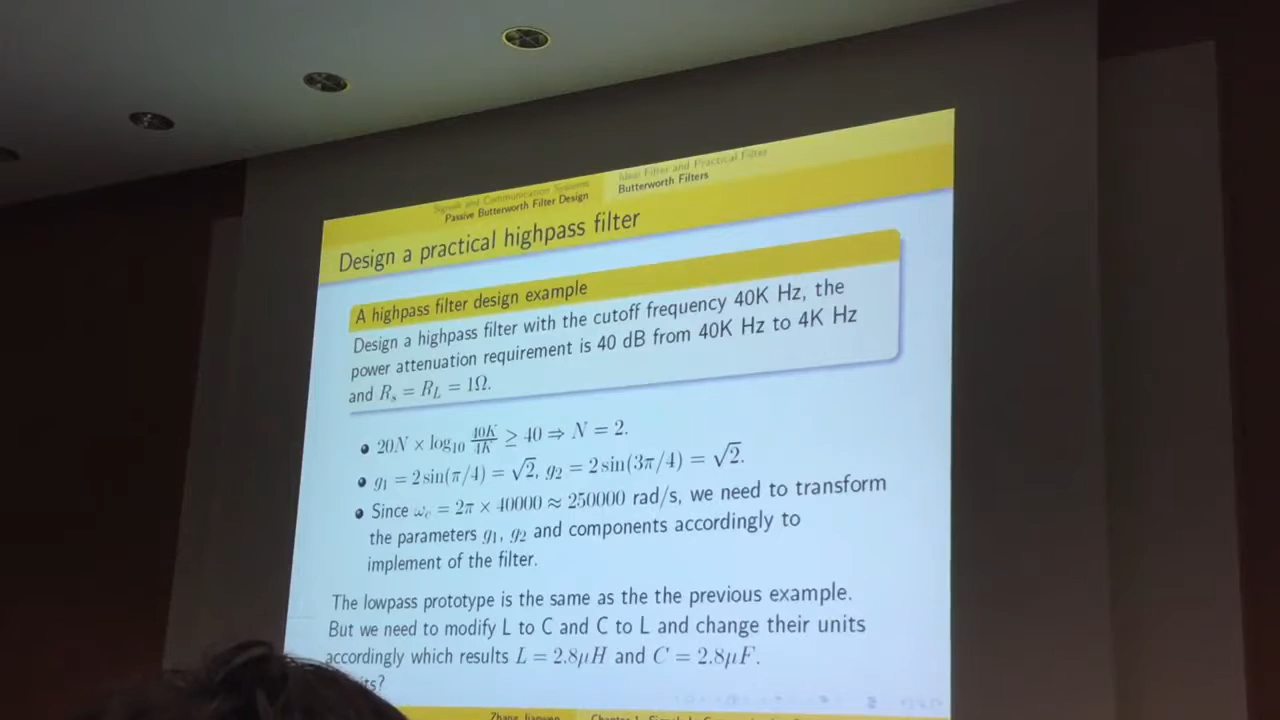 Signals and Communication Systems
Passive Butterworth Filter Design
Ideal Filter and Practical Filter
Butterworth Filters
Design a practical highpass filter
A highpass filter design example
Design a highpass filter with the cutoff frequency 40K Hz, the
power attenuation requirement is 40 dB from 40K Hz to 4K Hz
and Rₛ = R_L = 1Ω.
• 20N × log₁₀ 40K/4K ≥ 40 ⇒ N = 2.
• g₁ = 2 sin(π/4) = √2, g₂ = 2 sin(3π/4) = √2.
• Since ω_c = 2π × 40000 ≈ 250000 rad/s, we need to transform
the parameters g₁, g₂ and components accordingly to
implement of the filter.
The lowpass prototype is the same as the the previous example.
But we need to modify L to C and C to L and change their units
accordingly which results L = 2.8μH and C = 2.8μF.